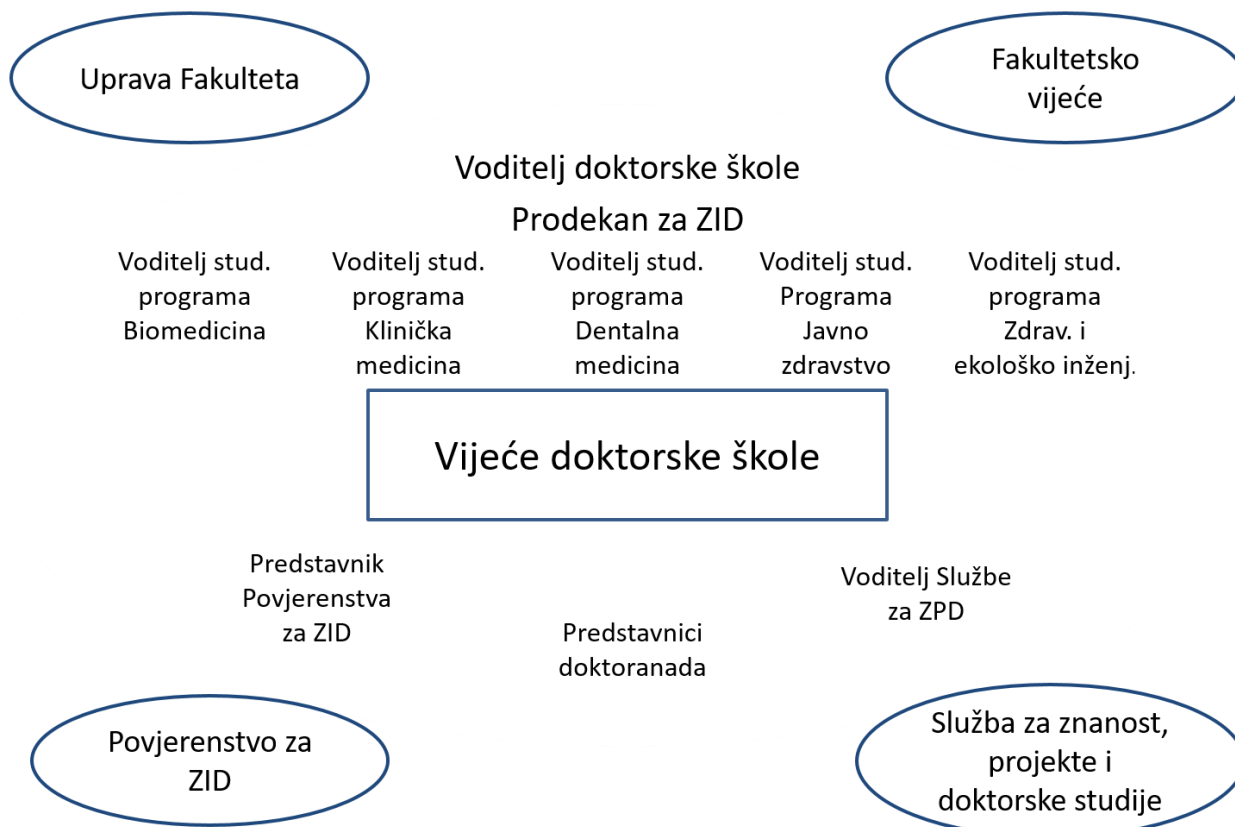 Uprava Fakulteta
Fakultetsko
vijeće
Voditelj doktorske škole
Prodekan za ZID
Voditelj stud.
programa
Biomedicina
Voditelj stud.
programa
Klinička
medicina
Voditelj stud.
programa
Dentalna
medicina
Voditelj stud.
Programa
Javno
zdravstvo
Voditelj stud.
programa
Zdrav. i
ekološko inženj.
Vijeće doktorske škole
Predstavnik
Povjerenstva
za ZID
Predstavnici
doktoranada
Voditelj Službe
za ZPD
Povjerenstvo za
ZID
Služba za znanost,
projekte i
doktorske studije